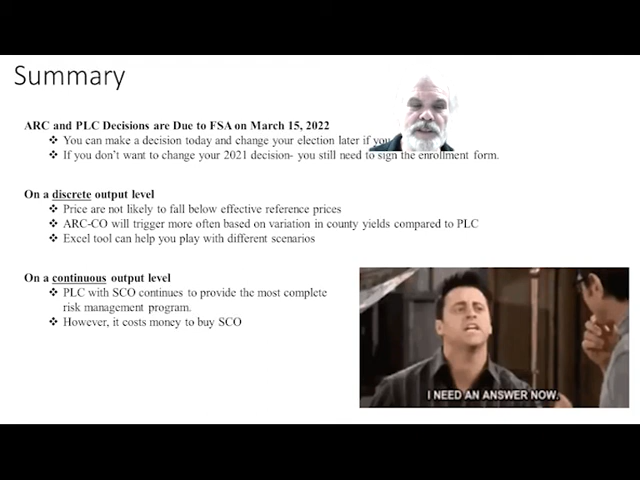 Summary
ARC and PLC Decisions are Due to FSA on March 15, 2022
❖ You can make a decision today and change your election later if you
❖ If you don't want to change your 2021 decision- you still need to sign the enrollment form.
On a discrete output level
❖ Price are not likely to fall below effective reference prices
❖ ARC-CO will trigger more often based on variation in county yields compared to PLC
❖ Excel tool can help you play with different scenarios
On a continuous output level
❖ PLC with SCO continues to provide the most complete
risk management program.
❖ However, it costs money to buy SCO
I NEED AN ANSWER NOW.